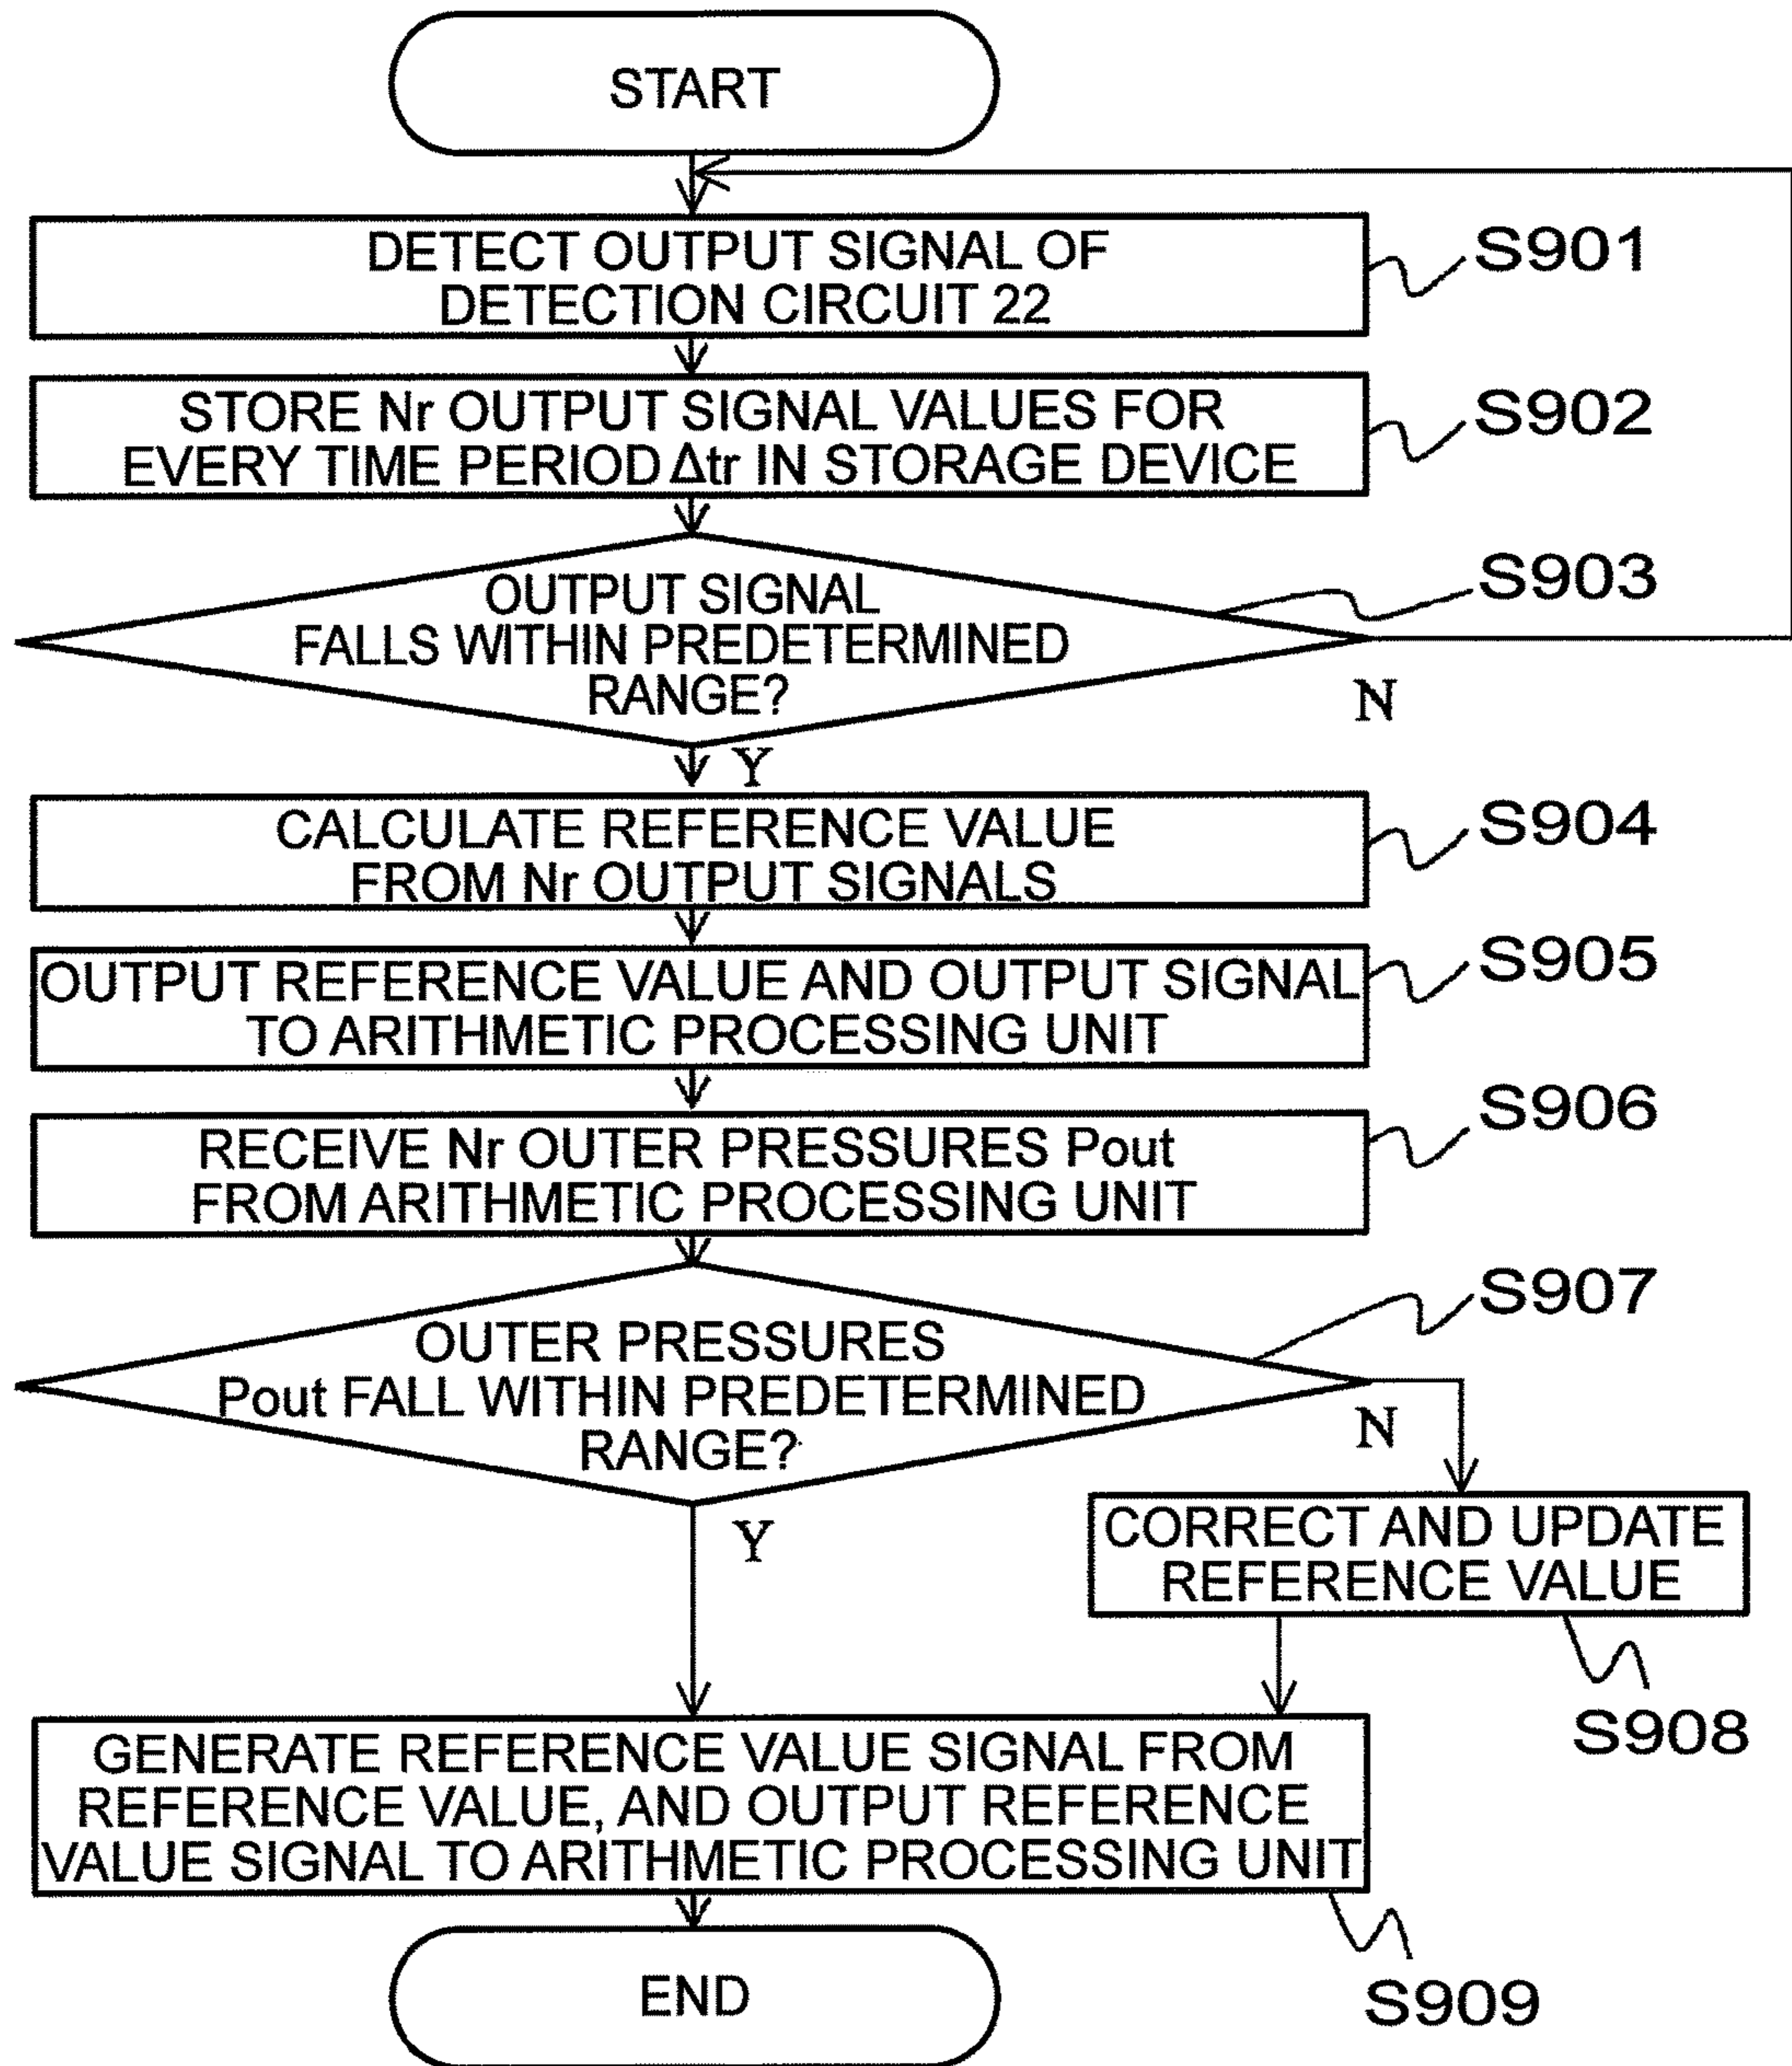 START
DETECT OUTPUT SIGNAL OF
DETECTION CIRCUIT 22
S901
STORE Nr OUTPUT SIGNAL VALUES FOR
EVERY TIME PERIOD Δtr IN STORAGE DEVICE
S902
OUTPUT SIGNAL
FALLS WITHIN PREDETERMINED
RANGE?
S903
N
Y
CALCULATE REFERENCE VALUE
FROM Nr OUTPUT SIGNALS
S904
OUTPUT REFERENCE VALUE AND OUTPUT SIGNAL
TO ARITHMETIC PROCESSING UNIT
S905
RECEIVE Nr OUTER PRESSURES Pout
FROM ARITHMETIC PROCESSING UNIT
S906
OUTER PRESSURES
Pout FALL WITHIN PREDETERMINED
RANGE?
S907
N
Y
CORRECT AND UPDATE
REFERENCE VALUE
S908
GENERATE REFERENCE VALUE SIGNAL FROM
REFERENCE VALUE, AND OUTPUT REFERENCE
VALUE SIGNAL TO ARITHMETIC PROCESSING UNIT
S909
END